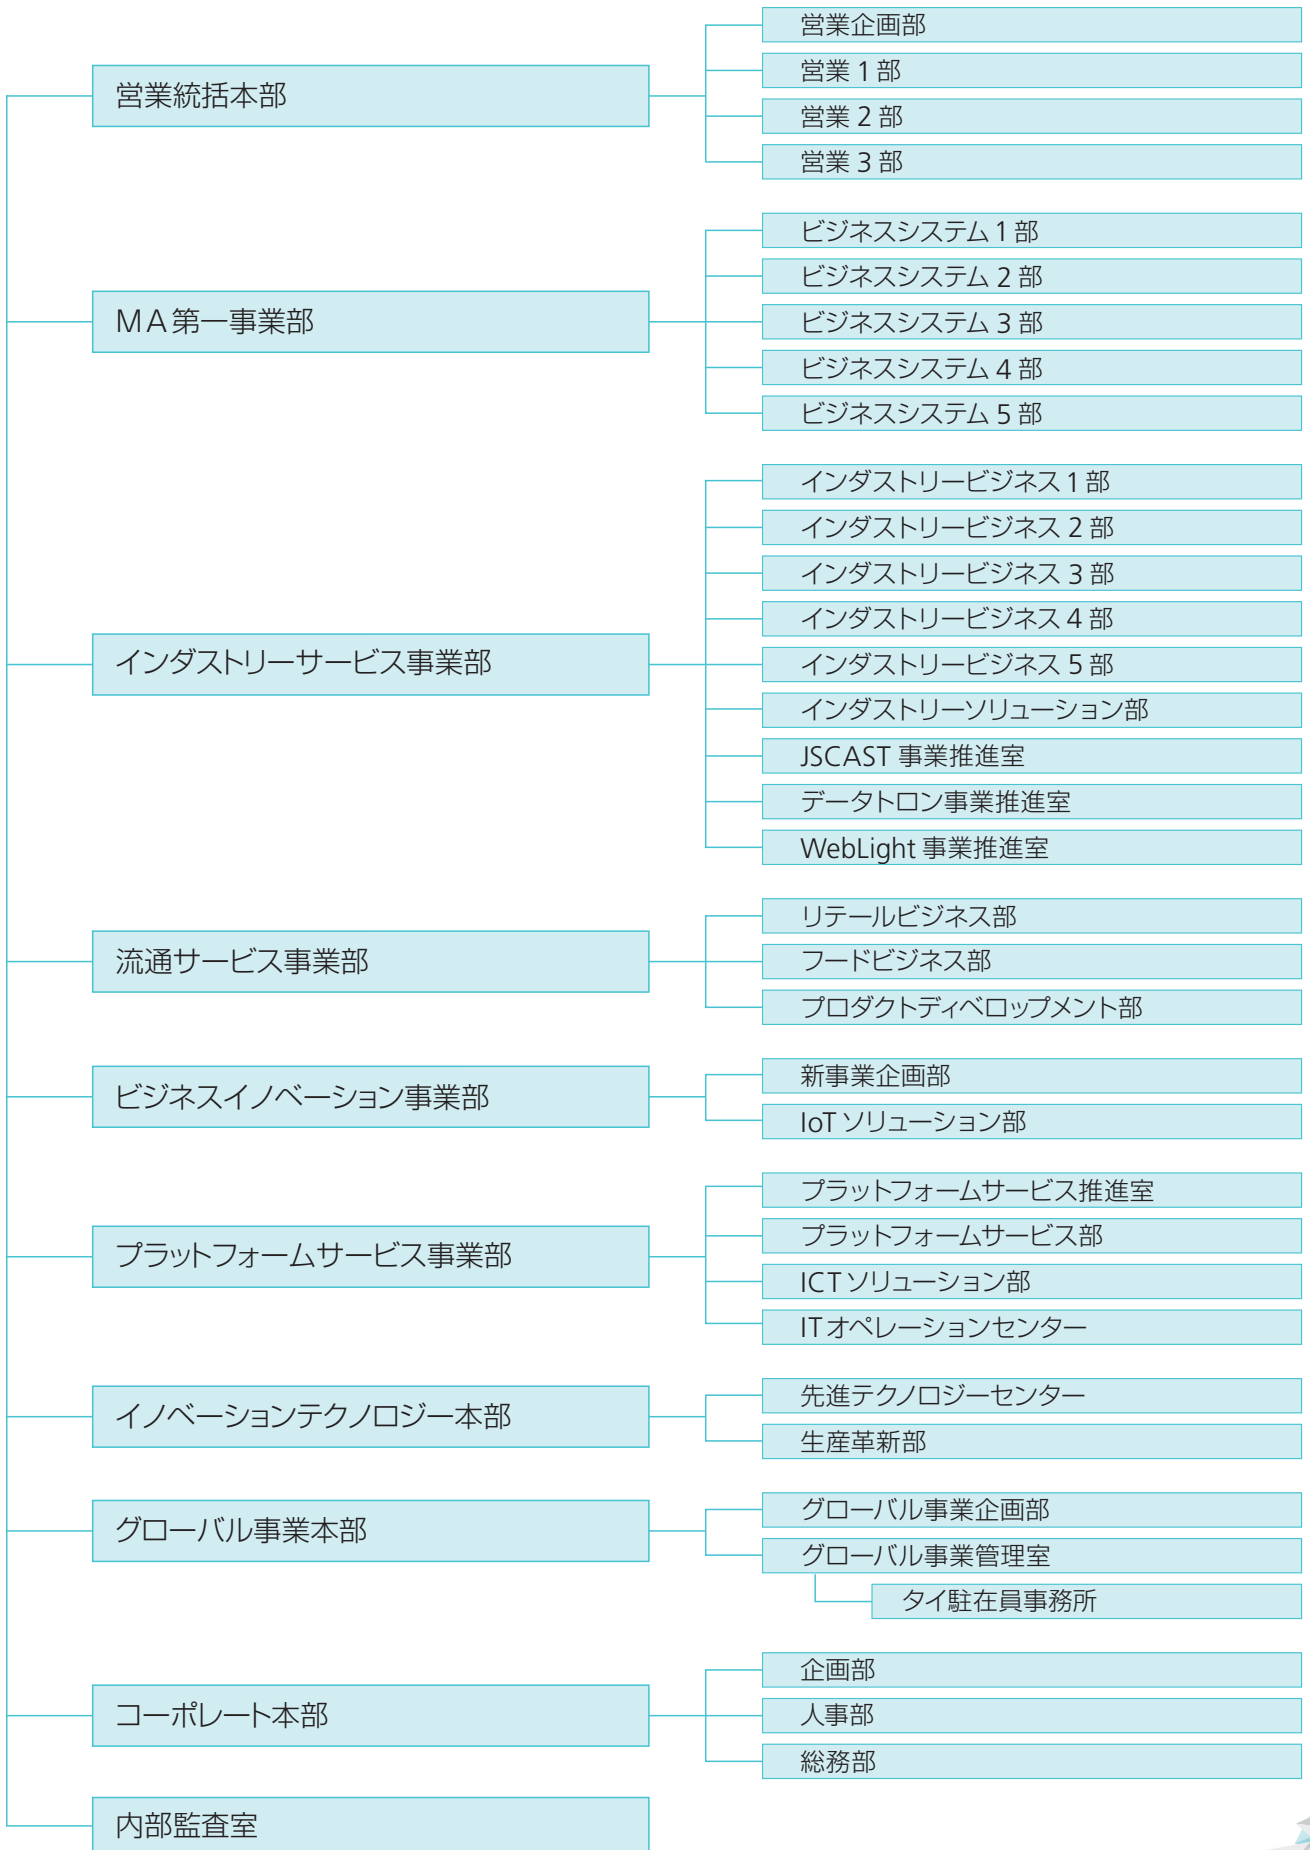 営業統括本部
営業企画部
営業 1 部
営業 2 部
営業 3 部
MA第一事業部
ビジネスシステム 1 部
ビジネスシステム 2 部
ビジネスシステム 3 部
ビジネスシステム 4 部
ビジネスシステム 5 部
インダストリーサービス事業部
インダストリービジネス 1 部
インダストリービジネス 2 部
インダストリービジネス 3 部
インダストリービジネス 4 部
インダストリービジネス 5 部
インダストリーソリューション部
JSCAST 事業推進室
データトロン事業推進室
WebLight 事業推進室
流通サービス事業部
リテールビジネス部
フードビジネス部
プロダクトディベロップメント部
ビジネスイノベーション事業部
新事業企画部
IoT ソリューション部
プラットフォームサービス事業部
プラットフォームサービス推進室
プラットフォームサービス部
ICT ソリューション部
IT オペレーションセンター
イノベーションテクノロジー本部
先進テクノロジーセンター
生産革新部
グローバル事業本部
グローバル事業企画部
グローバル事業管理室
タイ駐在員事務所
コーポレート本部
企画部
人事部
総務部
内部監査室